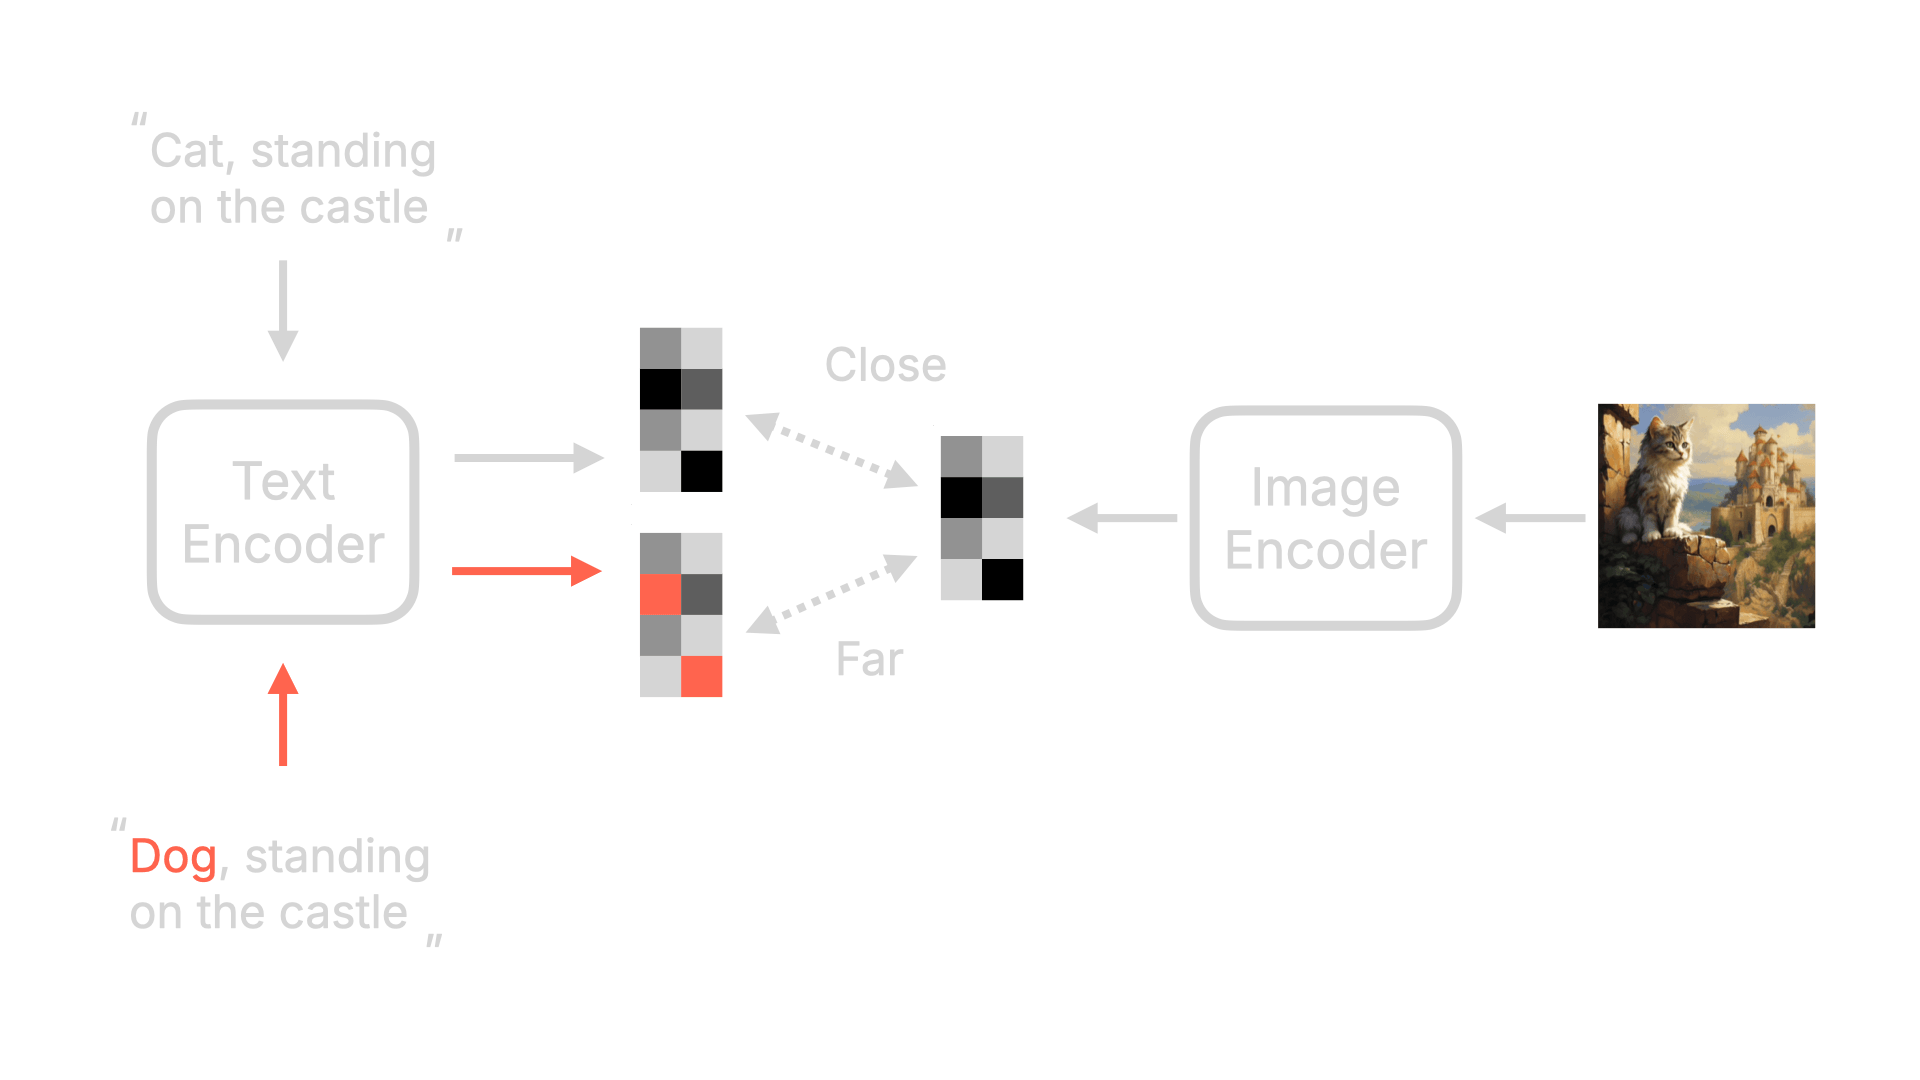 “Cat, standing
on the castle”
Text
Encoder
“Dog, standing
on the castle”
Close
Far
Image
Encoder